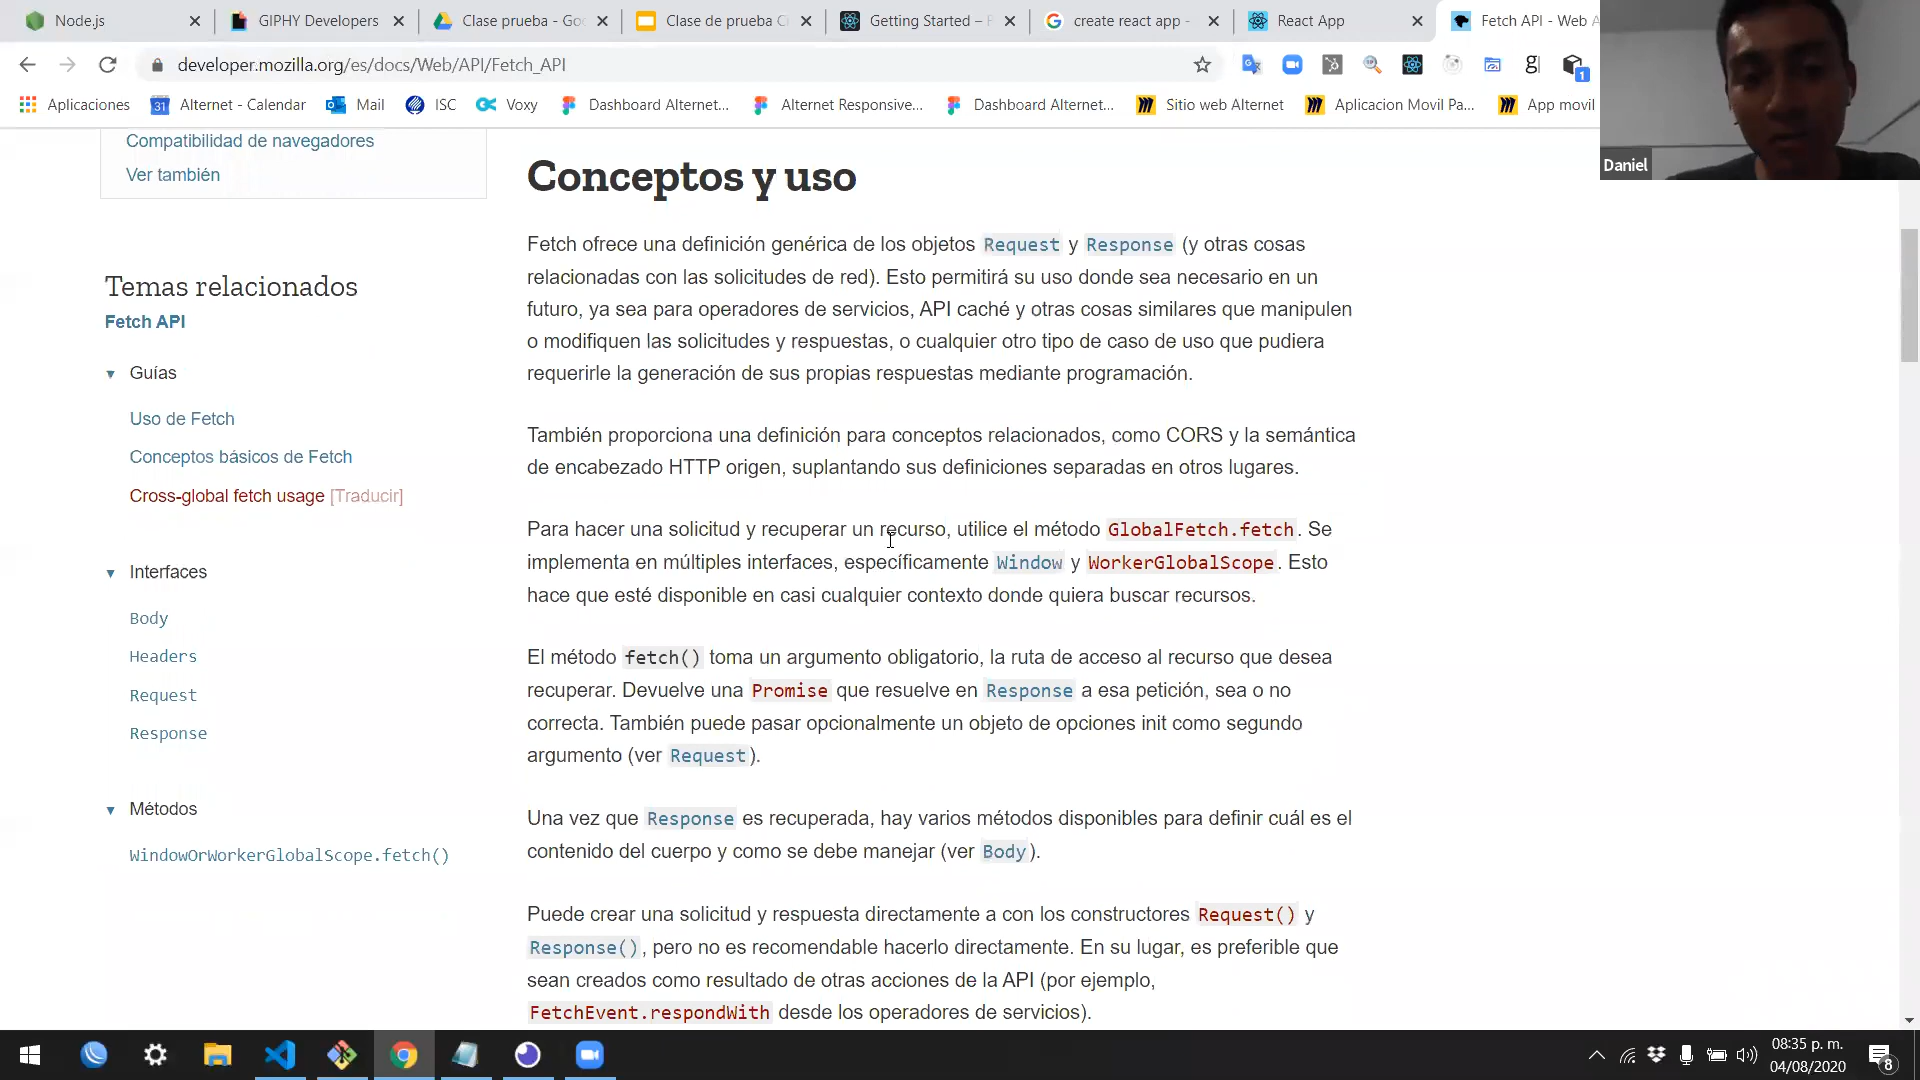 Node.js
GIPHY Developers
Clase prueba - Goo
Clase de prueba Ci
Getting Started –
create react app -
React App
Fetch API - Web A
developer.mozilla.org/es/docs/Web/API/Fetch_API
Aplicaciones
Alternet - Calendar
Mail
ISC
Voxy
Dashboard Alternet...
Alternet Responsive...
Dashboard Alternet...
Sitio web Alternet
Aplicacion Movil Pa...
App movil
Daniel
Compatibilidad de navegadores
Ver también
Temas relacionados
Fetch API
Guías
Uso de Fetch
Conceptos básicos de Fetch
Cross-global fetch usage [Traducir]
Interfaces
Body
Headers
Request
Response
Métodos
WindowOrWorkerGlobalScope.fetch()
Conceptos y uso
Fetch ofrece una definición genérica de los objetos Request y Response (y otras cosas
relacionadas con las solicitudes de red). Esto permitirá su uso donde sea necesario en un
futuro, ya sea para operadores de servicios, API caché y otras cosas similares que manipulen
o modifiquen las solicitudes y respuestas, o cualquier otro tipo de caso de uso que pudiera
requerirle la generación de sus propias respuestas mediante programación.
También proporciona una definición para conceptos relacionados, como CORS y la semántica
de encabezado HTTP origen, suplantando sus definiciones separadas en otros lugares.
Para hacer una solicitud y recuperar un recurso, utilice el método GlobalFetch.fetch. Se
implementa en múltiples interfaces, específicamente Window y WorkerGlobalScope. Esto
hace que esté disponible en casi cualquier contexto donde quiera buscar recursos.
El método fetch() toma un argumento obligatorio, la ruta de acceso al recurso que desea
recuperar. Devuelve una Promise que resuelve en Response a esa petición, sea o no
correcta. También puede pasar opcionalmente un objeto de opciones init como segundo
argumento (ver Request).
Una vez que Response es recuperada, hay varios métodos disponibles para definir cuál es el
contenido del cuerpo y como se debe manejar (ver Body).
Puede crear una solicitud y respuesta directamente a con los constructores Request() y
Response(), pero no es recomendable hacerlo directamente. En su lugar, es preferible que
sean creados como resultado de otras acciones de la API (por ejemplo,
FetchEvent.respondWith desde los operadores de servicios).
08:35 p. m.
04/08/2020
8